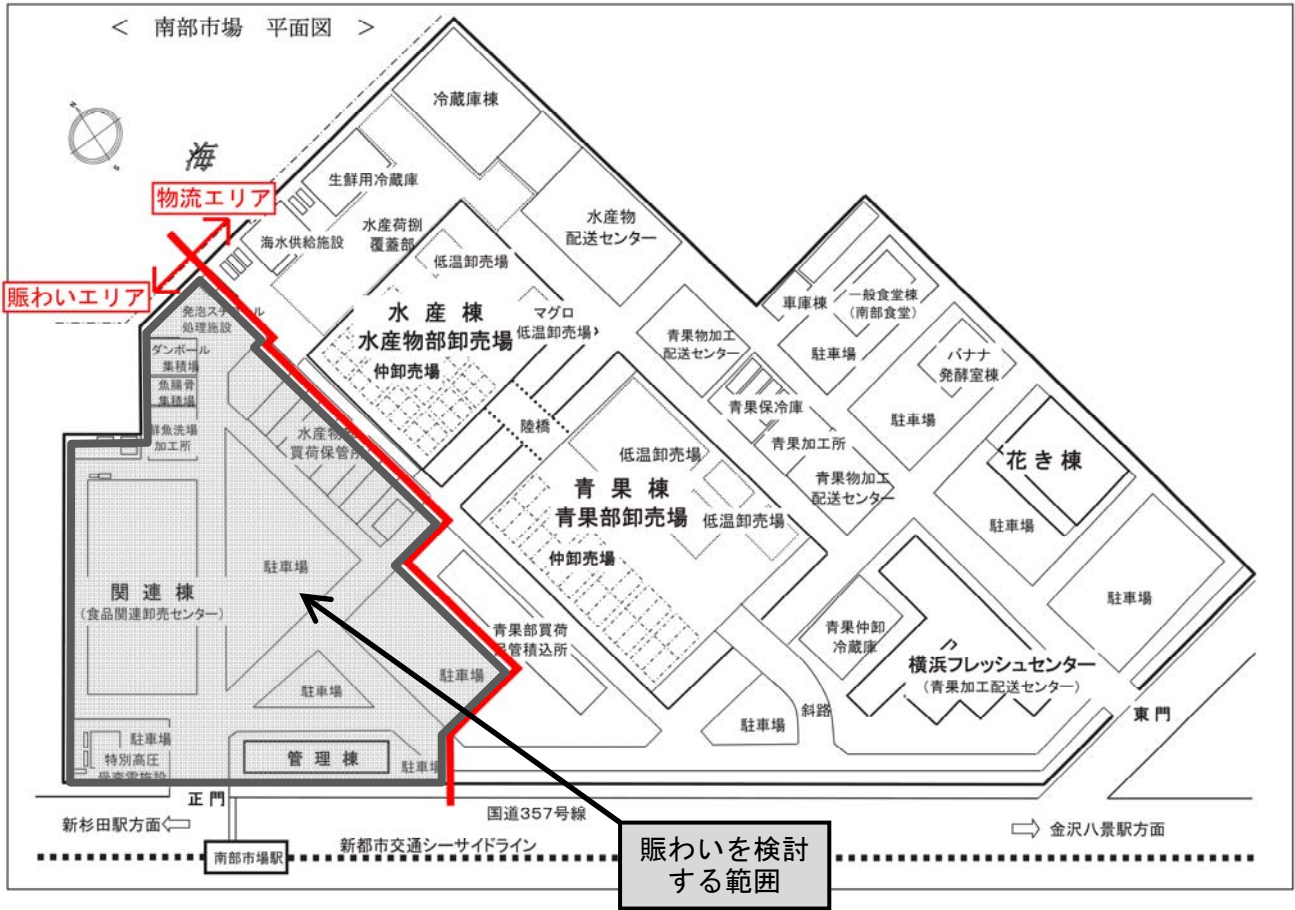 < 南部市場 平面図 >
N
S
海
物流エリア
賑わいエリア
冷蔵庫棟
生鮮用冷蔵庫
海水供給施設
水産荷捌
覆蓋部
低温卸売場
水産物
配送センター
水産棟
水産物部卸売場
仲卸売場
マグロ
低温卸売場
発泡スチ
ル
処理施設
ダンボール
集積場
魚腸骨
集積場
鮮魚洗場
加工所
水産物
買荷保管所
陸橋
青果物加工
配送センター
車庫棟
一般食堂棟
(南部食堂)
駐車場
バナナ
発酵室棟
駐車場
青果保冷庫
青果加工所
青果物加工
配送センター
花き棟
駐車場
駐車場
低温卸売場
青果棟
青果部卸売場
低温卸売場
仲卸売場
関連棟
(食品関連卸売センター)
駐車場
駐車場
駐車場
青果部買荷
保管積込所
青果仲卸
冷蔵庫
横浜フレッシュセンター
(青果加工配送センター)
斜路
駐車場
東門
駐車場
特別高圧
受変電施設
管理棟
駐車場
正門
国道357号線
新杉田駅方面
金沢八景駅方面
南部市場駅
新都市交通シーサイドライン
賑わいを検討
する範囲